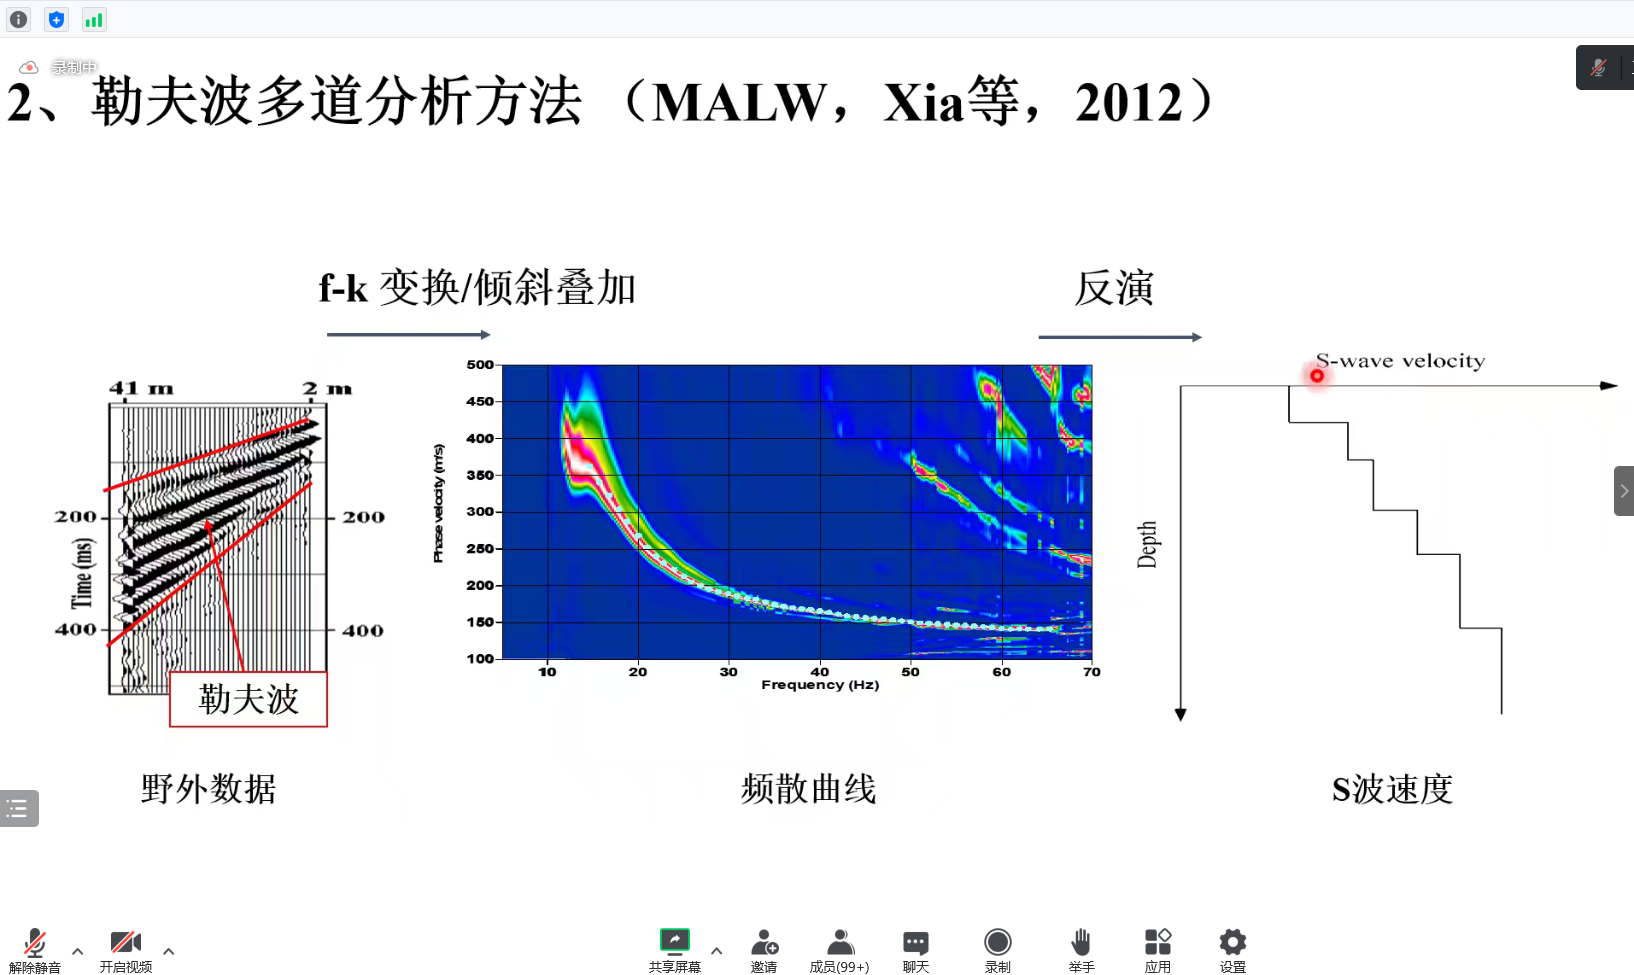 录制中
2、勒夫波多道分析方法 （MALW，Xia等，2012）
f-k 变换/倾斜叠加
反演
41 m
2 m
200
200
400
400
Time (ms)
勒夫波
野外数据
500
450
400
350
300
250
200
150
100
Phase velocity (m/s)
10 20 30 40 50 60 70
Frequency (Hz)
频散曲线
S-wave velocity
Depth
S波速度
解除静音
开启视频
共享屏幕
邀请
成员(99+)
聊天
录制
举手
应用
设置